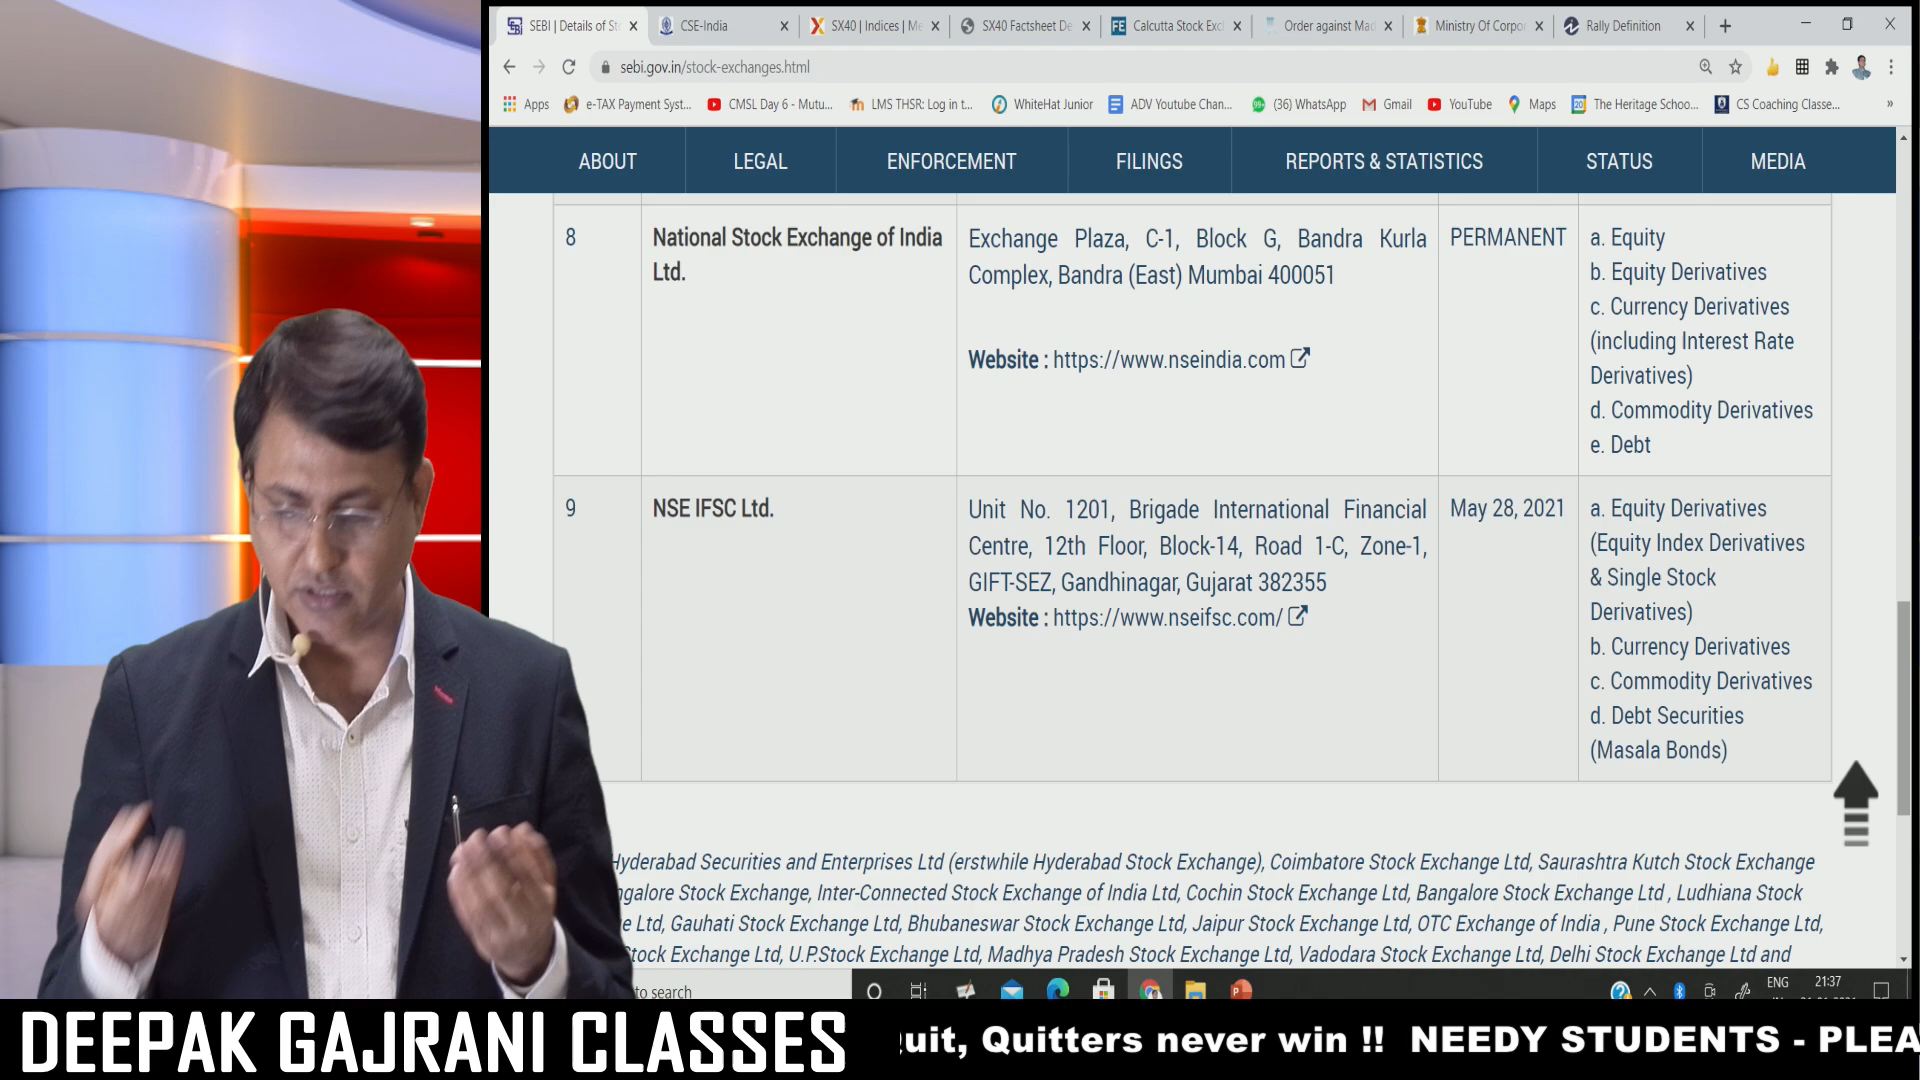 SEBI | Details of Sto
CSE-India
SX40 | Indices | Me
SX40 Factsheet De
Calcutta Stock Exc
Order against Mad
Ministry Of Corpor
Rally Definition
sebi.gov.in/stock-exchanges.html
Apps
e-TAX Payment Syst...
CMSL Day 6 - Mutu...
LMS THSR: Log in t...
WhiteHat Junior
ADV Youtube Chan...
(36) WhatsApp
Gmail
YouTube
Maps
The Heritage Schoo...
CS Coaching Classe...
ABOUT
LEGAL
ENFORCEMENT
FILINGS
REPORTS & STATISTICS
STATUS
MEDIA
8
National Stock Exchange of India
Ltd.
Exchange Plaza, C-1, Block G, Bandra Kurla
Complex, Bandra (East) Mumbai 400051
Website : https://www.nseindia.com
PERMANENT
a. Equity
b. Equity Derivatives
c. Currency Derivatives
(including Interest Rate
Derivatives)
d. Commodity Derivatives
e. Debt
9
NSE IFSC Ltd.
Unit No. 1201, Brigade International Financial
Centre, 12th Floor, Block-14, Road 1-C, Zone-1,
GIFT-SEZ, Gandhinagar, Gujarat 382355
Website : https://www.nseifsc.com/
May 28, 2021
a. Equity Derivatives
(Equity Index Derivatives
& Single Stock
Derivatives)
b. Currency Derivatives
c. Commodity Derivatives
d. Debt Securities
(Masala Bonds)
Hyderabad Securities and Enterprises Ltd (erstwhile Hyderabad Stock Exchange), Coimbatore Stock Exchange Ltd, Saurashtra Kutch Stock Exchange
ngalore Stock Exchange, Inter-Connected Stock Exchange of India Ltd, Cochin Stock Exchange Ltd, Bangalore Stock Exchange Ltd , Ludhiana Stock
e Ltd, Gauhati Stock Exchange Ltd, Bhubaneswar Stock Exchange Ltd, Jaipur Stock Exchange Ltd, OTC Exchange of India , Pune Stock Exchange Ltd,
tock Exchange Ltd, U.P.Stock Exchange Ltd, Madhya Pradesh Stock Exchange Ltd, Vadodara Stock Exchange Ltd, Delhi Stock Exchange Ltd and
to search
ENG
21:37
DEEPAK GAJRANI CLASSES
uit, Quitters never win !! NEEDY STUDENTS - PLEA